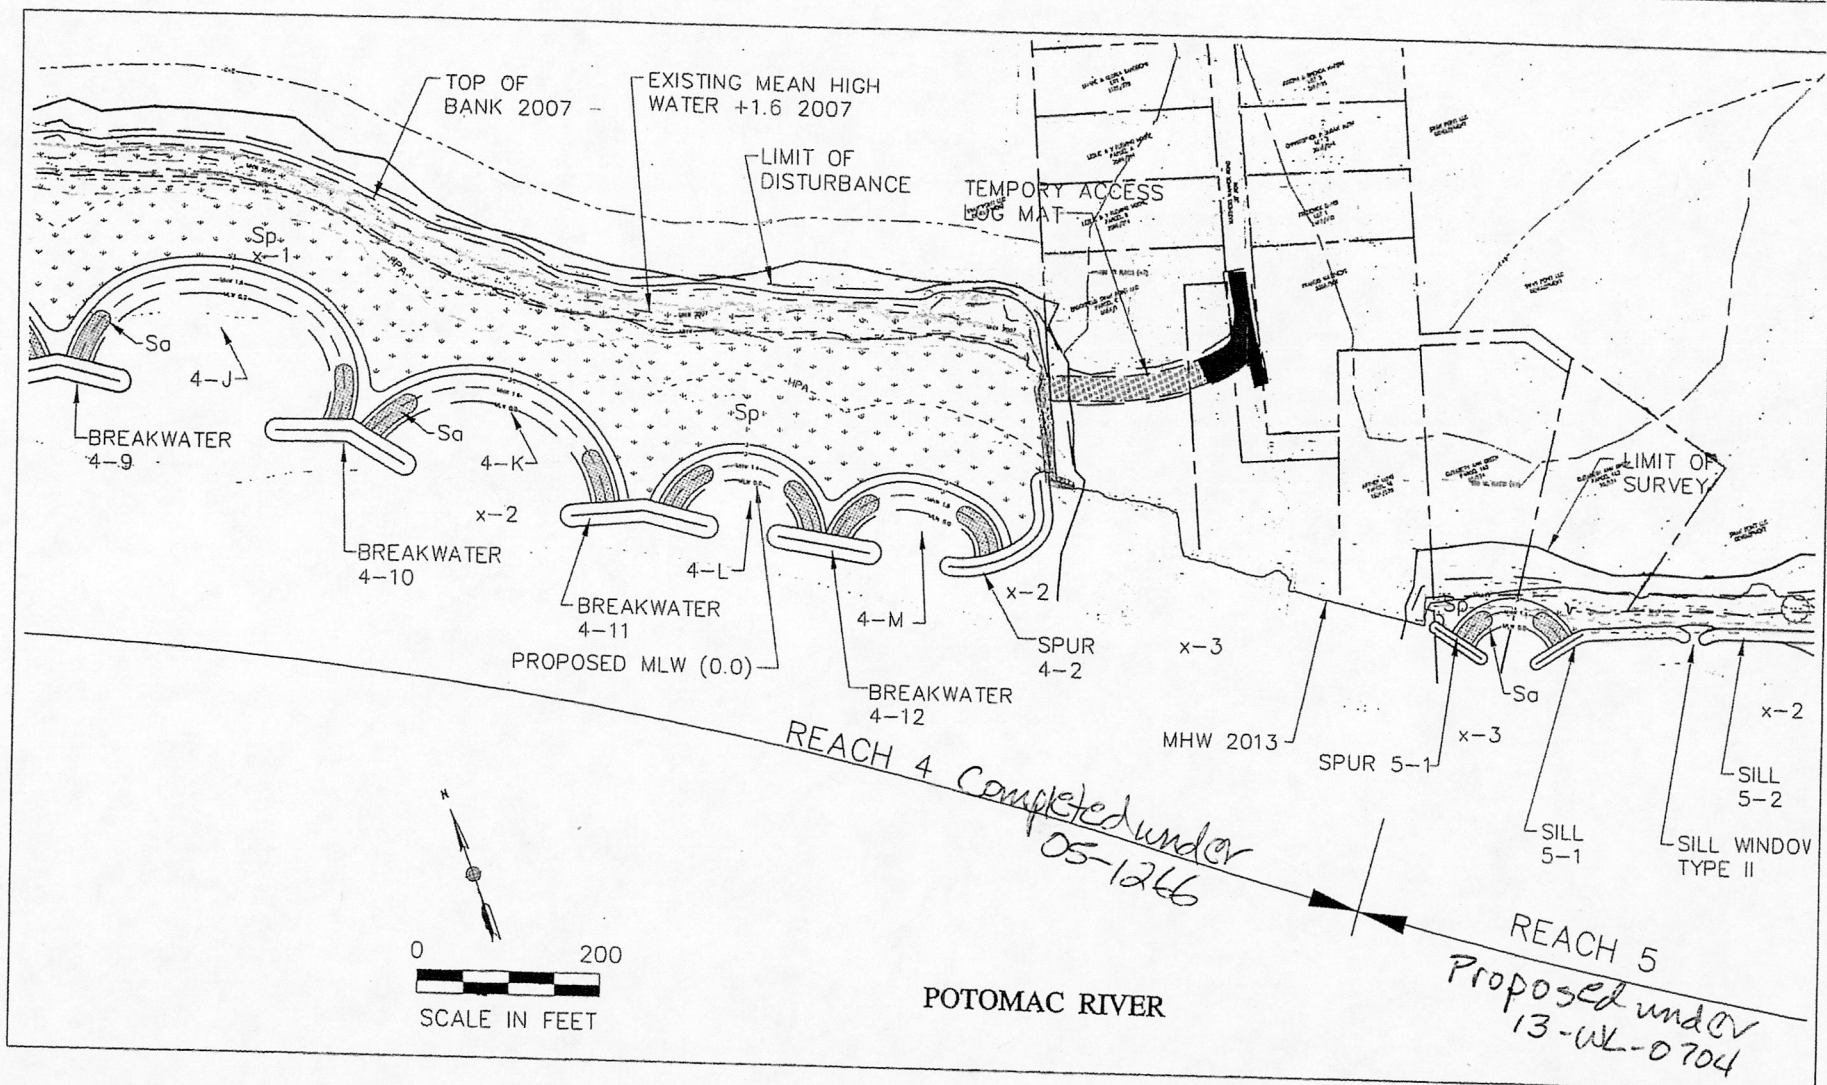 TOP OF
BANK 2007
EXISTING MEAN HIGH
WATER +1.6 2007
LIMIT OF
DISTURBANCE
TEMPORY ACCESS
LOG MAT
Sp
x-1
HPA
Sa
4-J
BREAKWATER
4-9
Sa
4-K
Sp
HPA
BREAKWATER
4-10
x-2
4-L
BREAKWATER
4-11
PROPOSED MLW (0.0)
4-M
BREAKWATER
4-12
x-2
SPUR
4-2
x-3
MHW 2013
LIMIT OF
SURVEY
Sp
Sa
x-3
SPUR 5-1
x-2
SILL
5-2
SILL
5-1
SILL WINDOW
TYPE II
REACH 4 Completed under
05-1266
REACH 5
Proposed under
13-WL-0704
N
0 200
SCALE IN FEET
POTOMAC RIVER